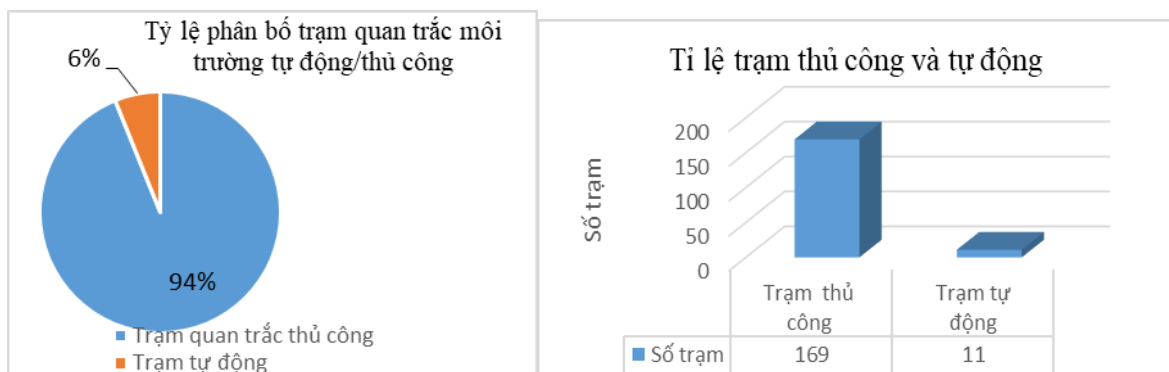 Tỷ lệ phân bố trạm quan trắc môi
trường tự động/thủ công
6%
94%
Trạm quan trắc thủ công
Trạm tự động
Tỉ lệ trạm thủ công và tự động
Số trạm
200
150
100
50
0
Trạm thủ
công
Trạm tự
động
Số trạm 169 11